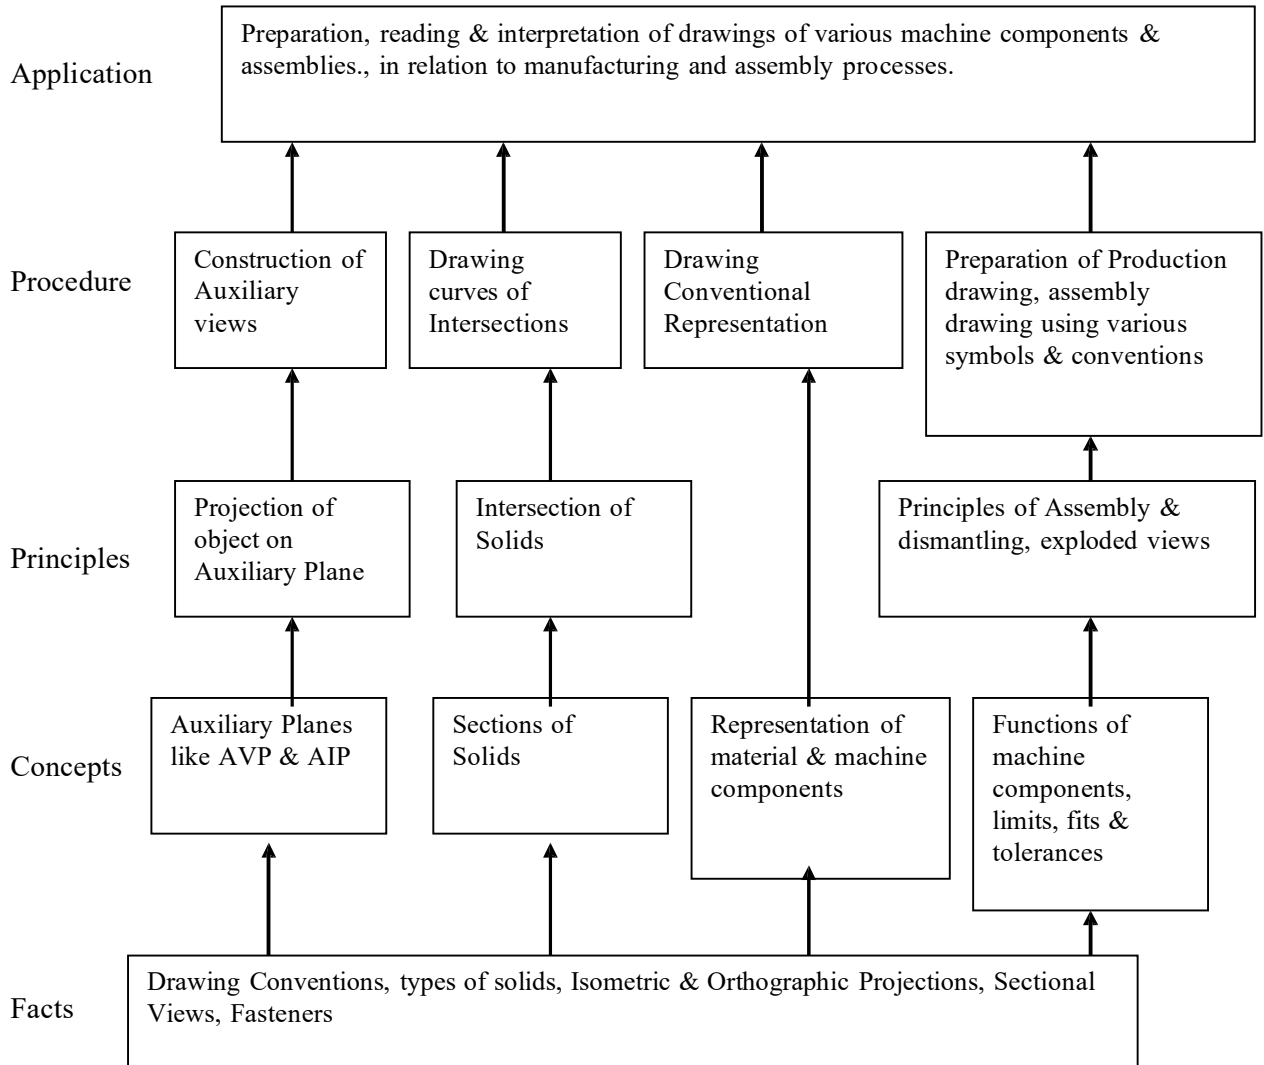 Application
Preparation, reading & interpretation of drawings of various machine components &
assemblies., in relation to manufacturing and assembly processes.
Procedure
Construction of
Auxiliary
views
Drawing
curves of
Intersections
Drawing
Conventional
Representation
Preparation of Production
drawing, assembly
drawing using various
symbols & conventions
Principles
Projection of
object on
Auxiliary Plane
Intersection of
Solids
Principles of Assembly &
dismantling, exploded views
Concepts
Auxiliary Planes
like AVP & AIP
Sections of
Solids
Representation of
material & machine
components
Functions of
machine
components,
limits, fits &
tolerances
Facts
Drawing Conventions, types of solids, Isometric & Orthographic Projections, Sectional
Views, Fasteners